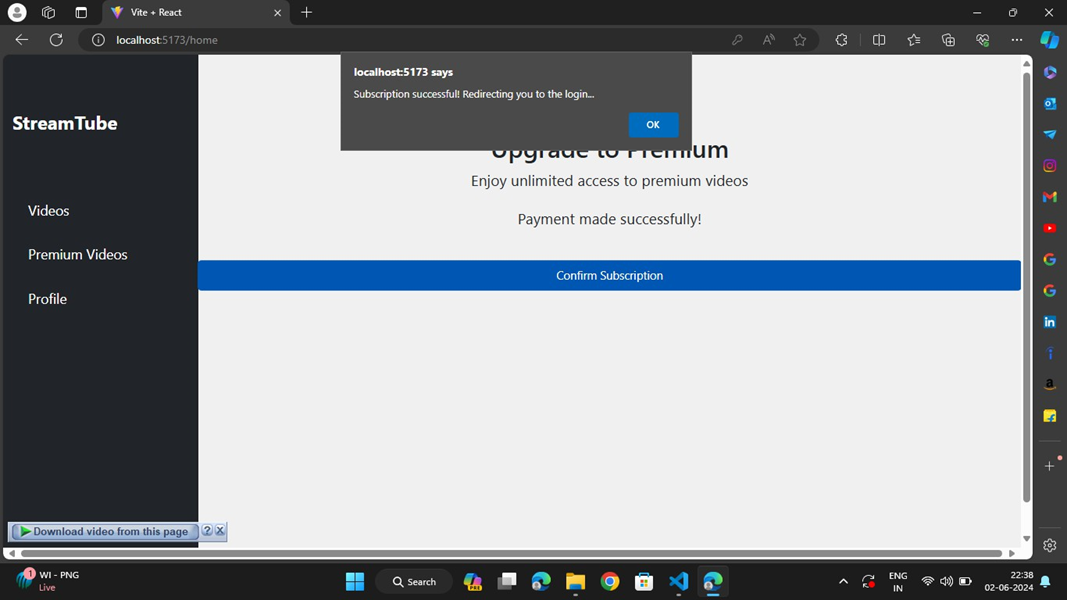 Vite + React
localhost:5173/home
localhost:5173 says
Subscription successful! Redirecting you to the login...
OK
StreamTube
Videos
Premium Videos
Profile
Upgrade to Premium
Enjoy unlimited access to premium videos
Payment made successfully!
Confirm Subscription
Download video from this page
?
X
1
WI - PNG
Live
Search
PRE
ENG
IN
22:38
02-06-2024